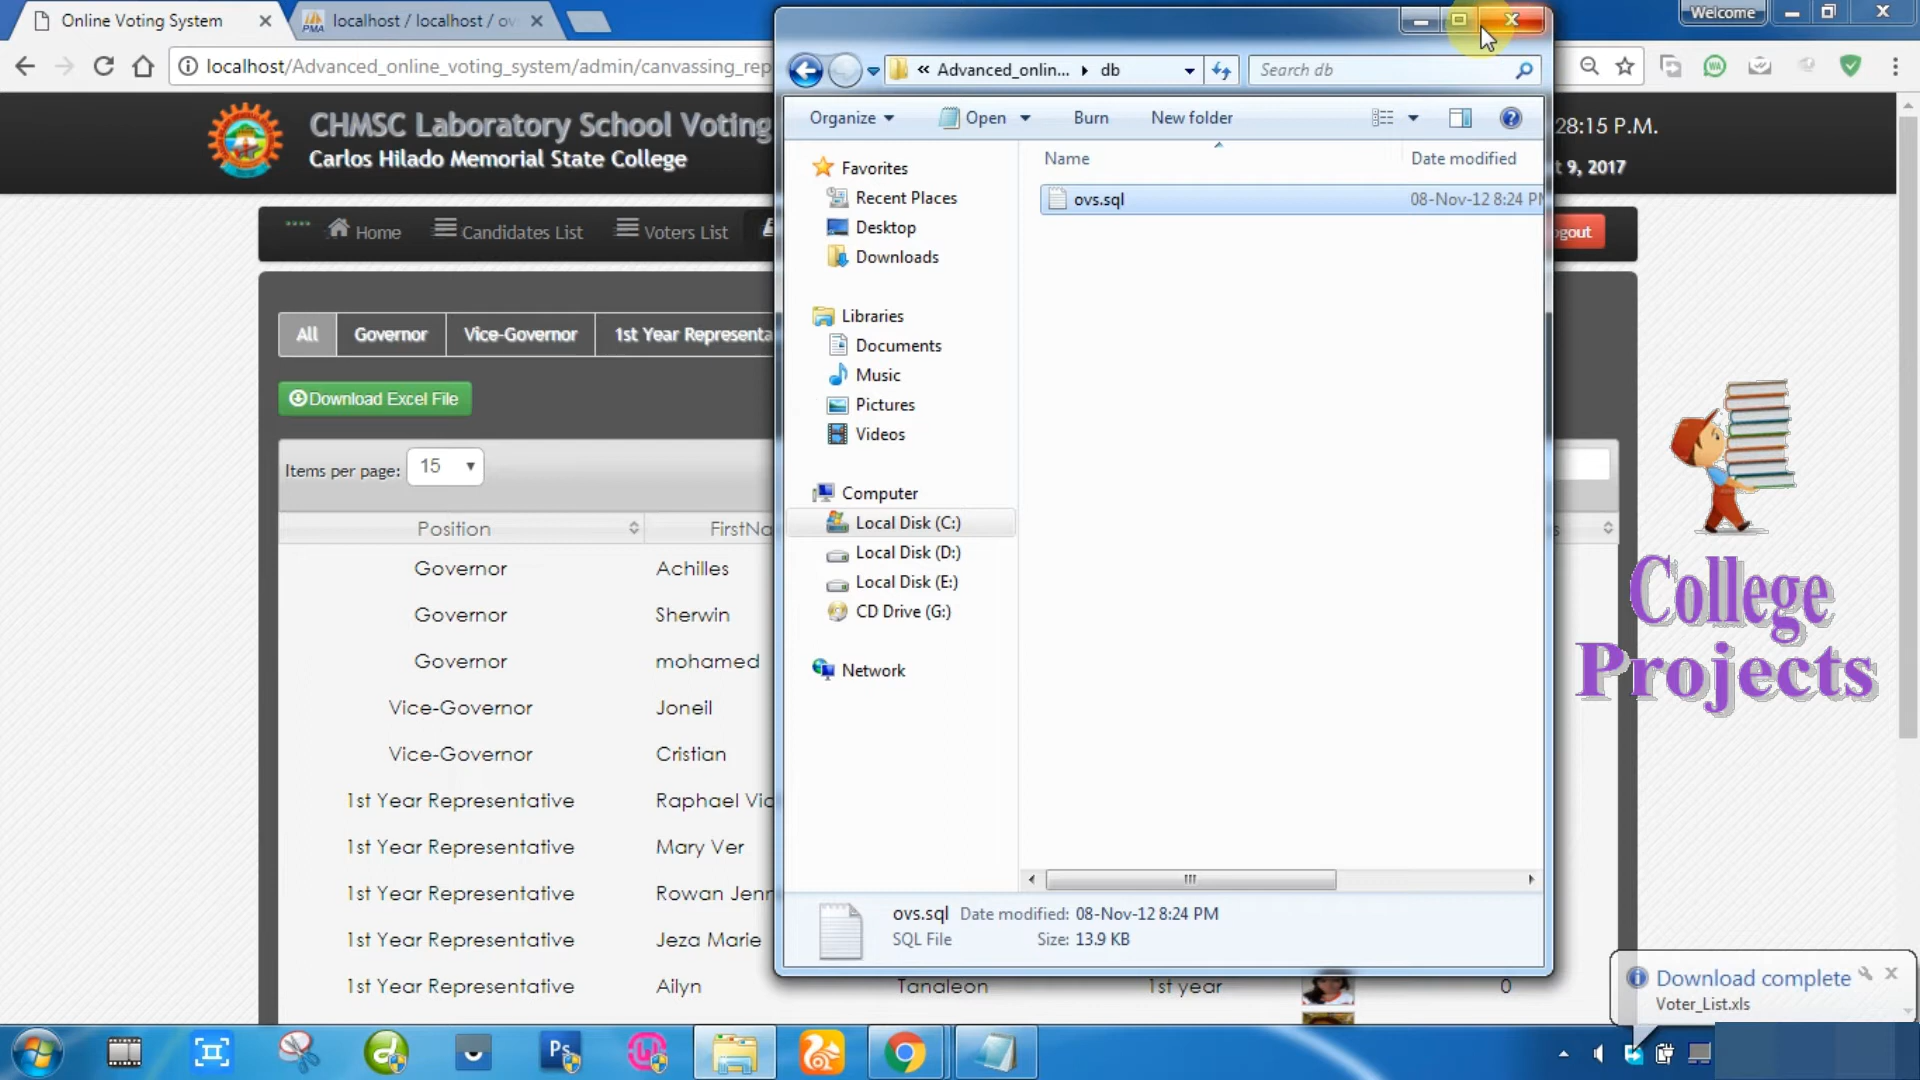 Online Voting System
localhost / localhost / ov
Welcome
localhost/Advanced_online_voting_system/admin/canvassing_rep
« Advanced_onlin... ▸ db
Search db
CHMSC Laboratory School Voting
Carlos Hilado Memorial State College
28:15 P.M.
t 9, 2017
Organize
Open
Burn
New folder
Name
Date modified
ovs.sql
08-Nov-12 8:24 PM
Favorites
Recent Places
Desktop
Downloads
Libraries
Documents
Music
Pictures
Videos
Computer
Local Disk (C:)
Local Disk (D:)
Local Disk (E:)
CD Drive (G:)
Network
ovs.sql Date modified: 08-Nov-12 8:24 PM
SQL File Size: 13.9 KB
Home
Candidates List
Voters List
ogout
All
Governor
Vice-Governor
1st Year Representa
Download Excel File
Items per page: 15
Position
FirstNa
s
Governor Achilles
Governor Sherwin
Governor mohamed
Vice-Governor Joneil
Vice-Governor Cristian
1st Year Representative Raphael Vic
1st Year Representative Mary Ver
1st Year Representative Rowan Jenn
1st Year Representative Jeza Marie
1st Year Representative Ailyn Tanaleon 1st year 0
College
Projects
Download complete
Voter_List.xls
PMA
Ps